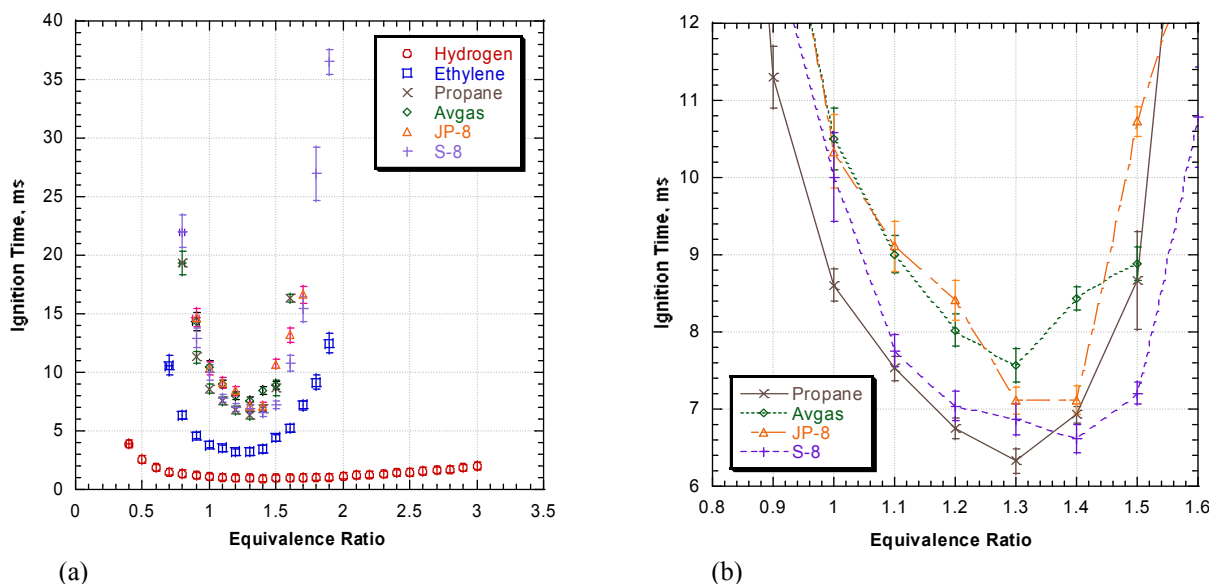 40
35
30
25
20
15
10
5
0
Ignition Time, ms
Hydrogen
Ethylene
Propane
Avgas
JP-8
S-8
0 0.5 1 1.5 2 2.5 3 3.5
Equivalence Ratio
(a)
12
11
10
9
8
7
6
Ignition Time, ms
Propane
Avgas
JP-8
S-8
0.8 0.9 1.0 1.1 1.2 1.3 1.4 1.5 1.6
Equivalence Ratio
(b)